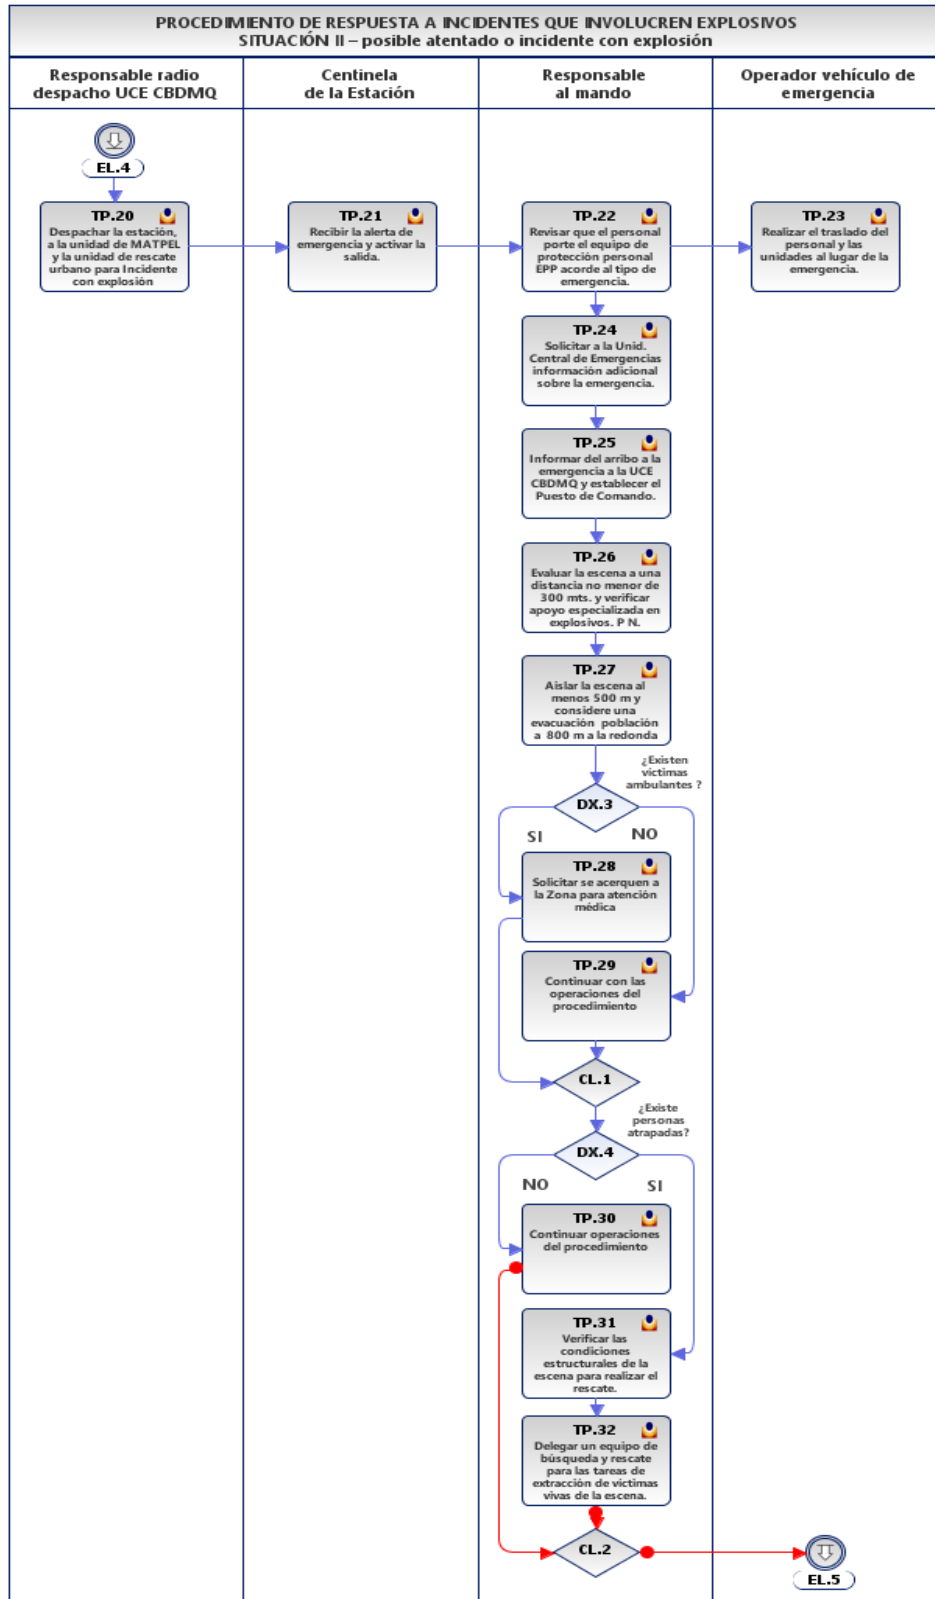 PROCEDIMIENTO DE RESPUESTA A INCIDENTES QUE INVOLUCREN EXPLOSIVOS
SITUACIÓN II – posible atentado o incidente con explosión
Responsable radio
despacho UCE CBDMQ
Centinela
de la Estación
Responsable
al mando
Operador vehículo de
emergencia
EL.4
TP.20
Despachar la estación,
a la unidad de MATPEL
y la unidad de rescate
urbano para Incidente
con explosión
TP.21
Recibir la alerta de
emergencia y activar la
salida.
TP.22
Revisar que el personal
porte el equipo de
protección personal
EPP acorde al tipo de
emergencia.
TP.23
Realizar el traslado del
personal y las
unidades al lugar de la
emergencia.
TP.24
Solicitar a la Unid.
Central de Emergencias
información adicional
sobre la emergencia.
TP.25
Informar del arribo a la
emergencia a la UCE
CBDMQ y establecer el
Puesto de Comando.
TP.26
Evaluar la escena a una
distancia no menor de
300 mts. y verificar
apoyo especializada en
explosivos. P N.
TP.27
Aislar la escena al
menos 500 m y
considere una
evacuación población
a 800 m a la redonda
¿Existen
victimas
ambulantes ?
DX.3
SI
NO
TP.28
Solicitar se acerquen a
la Zona para atención
médica
TP.29
Continuar con las
operaciones del
procedimiento
CL.1
¿Existe
personas
atrapadas?
DX.4
NO
SI
TP.30
Continuar operaciones
del procedimiento
TP.31
Verificar las
condiciones
estructurales de la
escena para realizar el
rescate.
TP.32
Delegar un equipo de
búsqueda y rescate
para las tareas de
extracción de victimas
vivas de la escena.
CL.2
EL.5